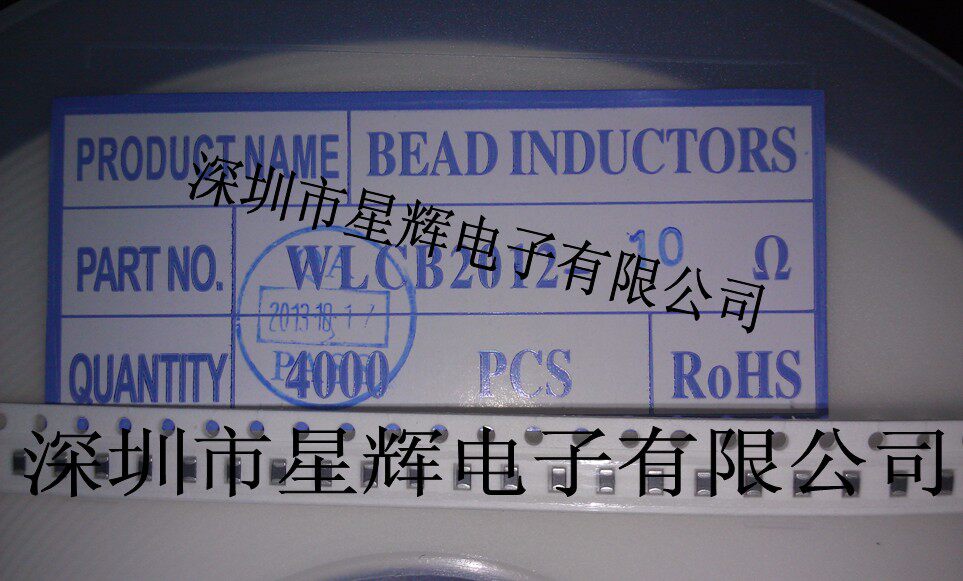 PRODUCT NAME BEAD INDUCTORS
深圳市星辉电子有限公司
PART NO. WLCB2012-10 Ω
2013.10.17
QUANTITY 4000 PCS RoHS
深圳市星辉电子有限公司